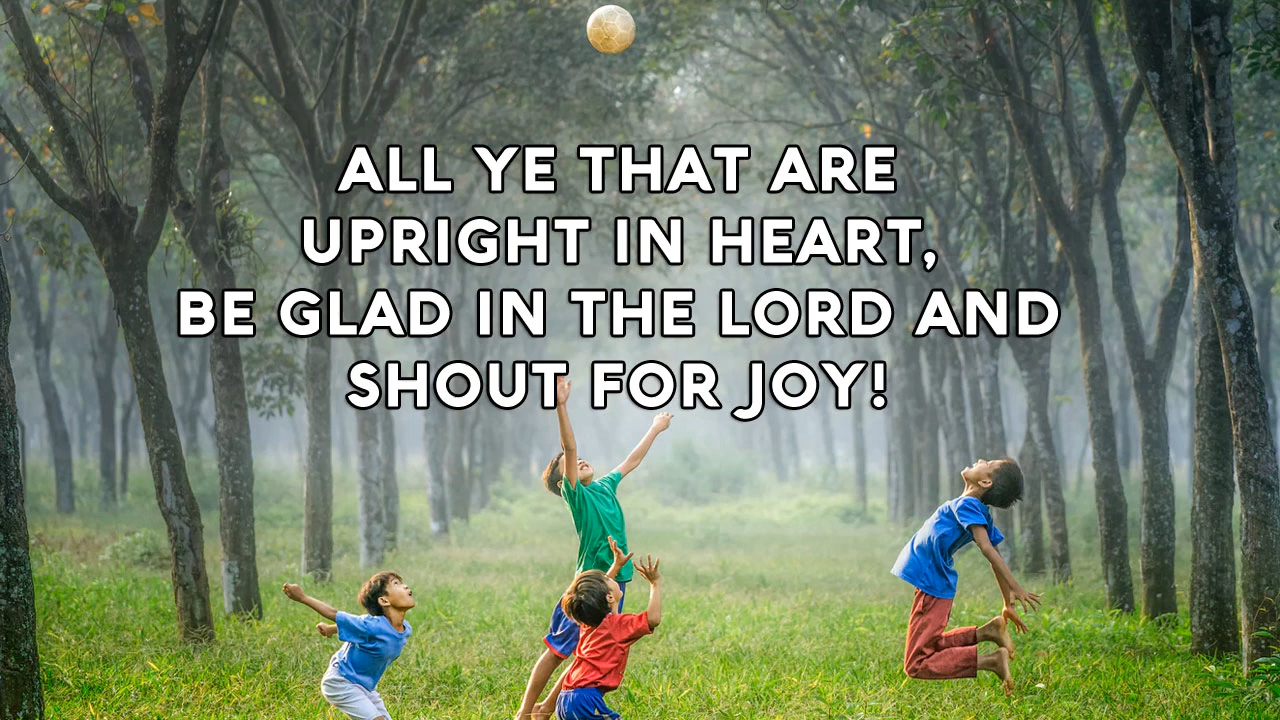 ALL YE THAT ARE
UPRIGHT IN HEART,
BE GLAD IN THE LORD AND
SHOUT FOR JOY!